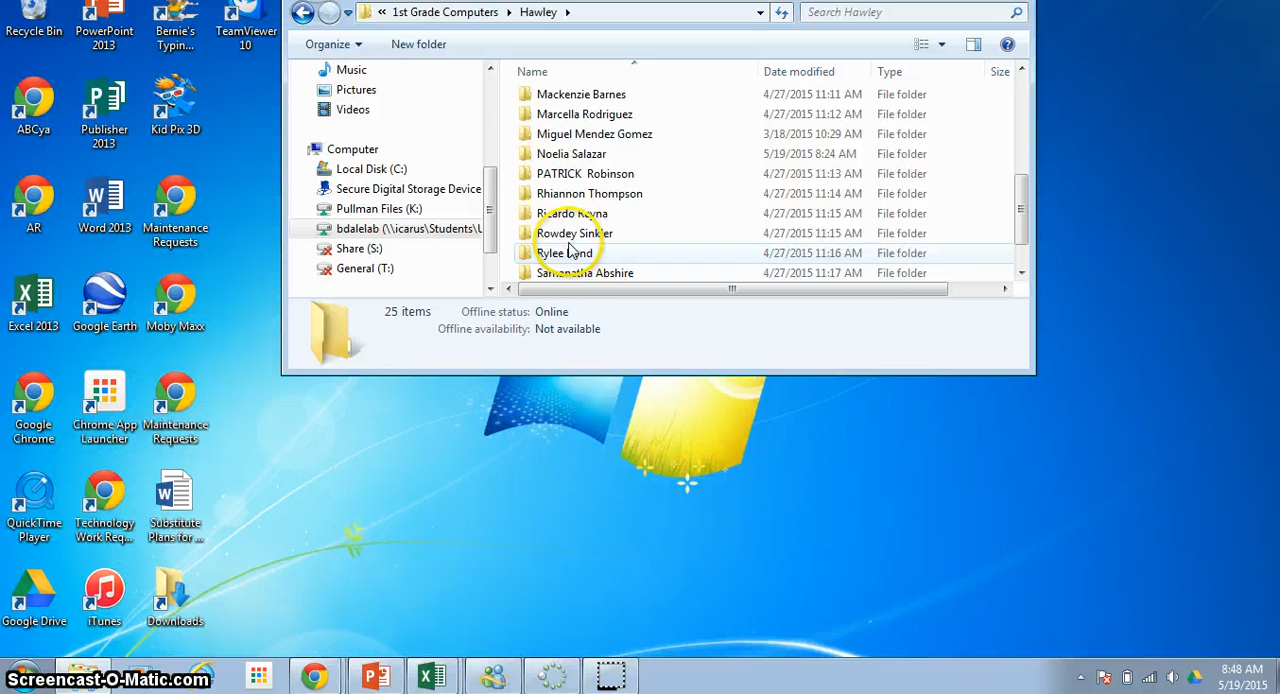 « 1st Grade Computers ▸ Hawley ▸
Search Hawley
Organize
New folder
Music
Pictures
Videos
Computer
Local Disk (C:)
Secure Digital Storage Device
Pullman Files (K:)
bdalelab (\\icarus\Students\U
Share (S:)
General (T:)
Name
Date modified
Type
Size
Mackenzie Barnes 4/27/2015 11:11 AM File folder
Marcella Rodriguez 4/27/2015 11:12 AM File folder
Miguel Mendez Gomez 3/18/2015 10:29 AM File folder
Noelia Salazar 5/19/2015 8:24 AM File folder
PATRICK Robinson 4/27/2015 11:13 AM File folder
Rhiannon Thompson 4/27/2015 11:14 AM File folder
Ricardo Reyna 4/27/2015 11:15 AM File folder
Rowdey Sinkler 4/27/2015 11:15 AM File folder
Rylee 4/27/2015 11:16 AM File folder
Samanatha Abshire 4/27/2015 11:17 AM File folder
25 items
Offline status: Online
Offline availability: Not available
Recycle Bin
PowerPoint 2013
Bernie's Typin...
TeamViewer 10
ABCya
Publisher 2013
Kid Pix 3D
AR
Word 2013
Maintenance Requests
Excel 2013
Google Earth
Moby Maxx
Google Chrome
Chrome App Launcher
Maintenance Requests
QuickTime Player
Technology Work Req...
Substitute Plans for ...
Google Drive
iTunes
Downloads
Screencast-O-Matic.com
8:48 AM
5/19/2015